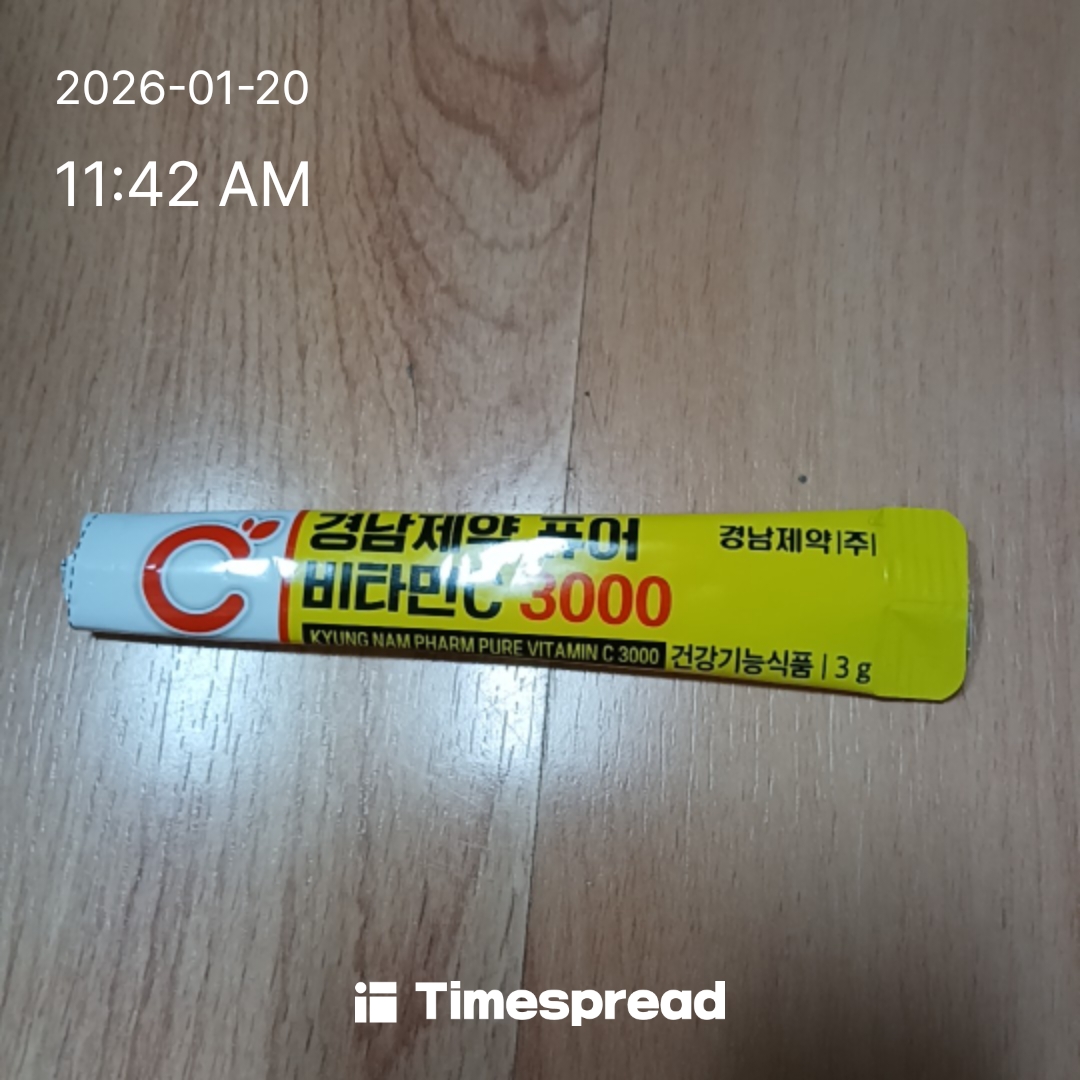 2026-01-20
11:42 AM
경남제약 퓨어
비타민C 3000
KYUNG NAM PHARM PURE VITAMIN C 3000
경남제약|주|
건강기능식품 | 3 g
Timespread